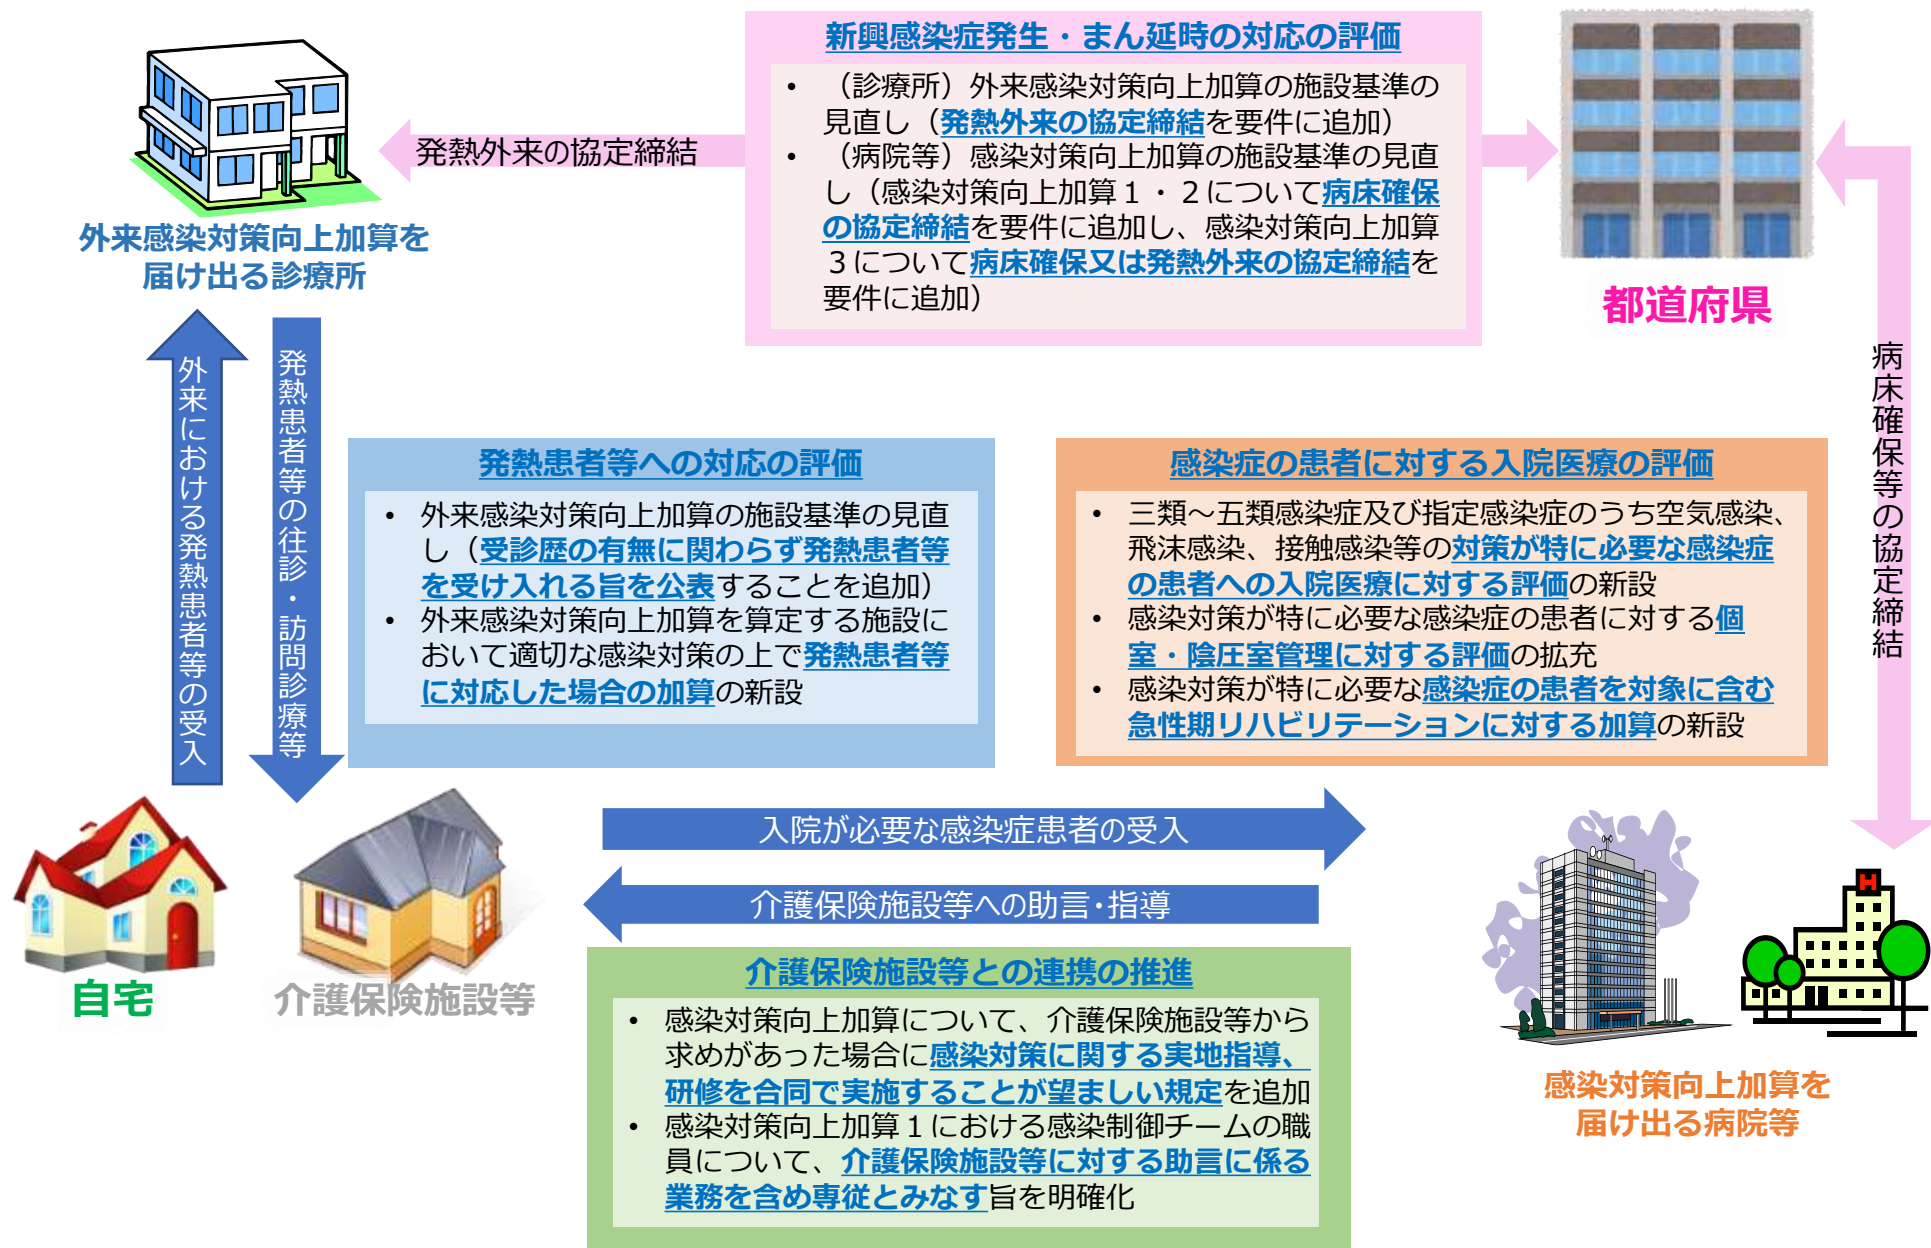 新興感染症発生・まん延時の対応の評価
• （診療所）外来感染対策向上加算の施設基準の
見直し（発熱外来の協定締結を要件に追加）
• （病院等）感染対策向上加算の施設基準の見直
し（感染対策向上加算１・２について病床確保
の協定締結を要件に追加し、感染対策向上加算
３について病床確保又は発熱外来の協定締結を
要件に追加）
発熱外来の協定締結
外来感染対策向上加算を
届け出る診療所
都道府県
病床確保等の協定締結
外来における発熱患者等の受入
発熱患者等の往診・訪問診療等
発熱患者等への対応の評価
• 外来感染対策向上加算の施設基準の見直
し（受診歴の有無に関わらず発熱患者等
を受け入れる旨を公表することを追加）
• 外来感染対策向上加算を算定する施設に
おいて適切な感染対策の上で発熱患者等
に対応した場合の加算の新設
感染症の患者に対する入院医療の評価
• 三類～五類感染症及び指定感染症のうち空気感染、
飛沫感染、接触感染等の対策が特に必要な感染症
の患者への入院医療に対する評価の新設
• 感染対策が特に必要な感染症の患者に対する個
室・陰圧室管理に対する評価の拡充
• 感染対策が特に必要な感染症の患者を対象に含む
急性期リハビリテーションに対する加算の新設
入院が必要な感染症患者の受入
介護保険施設等への助言・指導
自宅
介護保険施設等
介護保険施設等との連携の推進
• 感染対策向上加算について、介護保険施設等から
求めがあった場合に感染対策に関する実地指導、
研修を合同で実施することが望ましい規定を追加
• 感染対策向上加算１における感染制御チームの職
員について、介護保険施設等に対する助言に係る
業務を含め専従とみなす旨を明確化
H
感染対策向上加算を
届け出る病院等